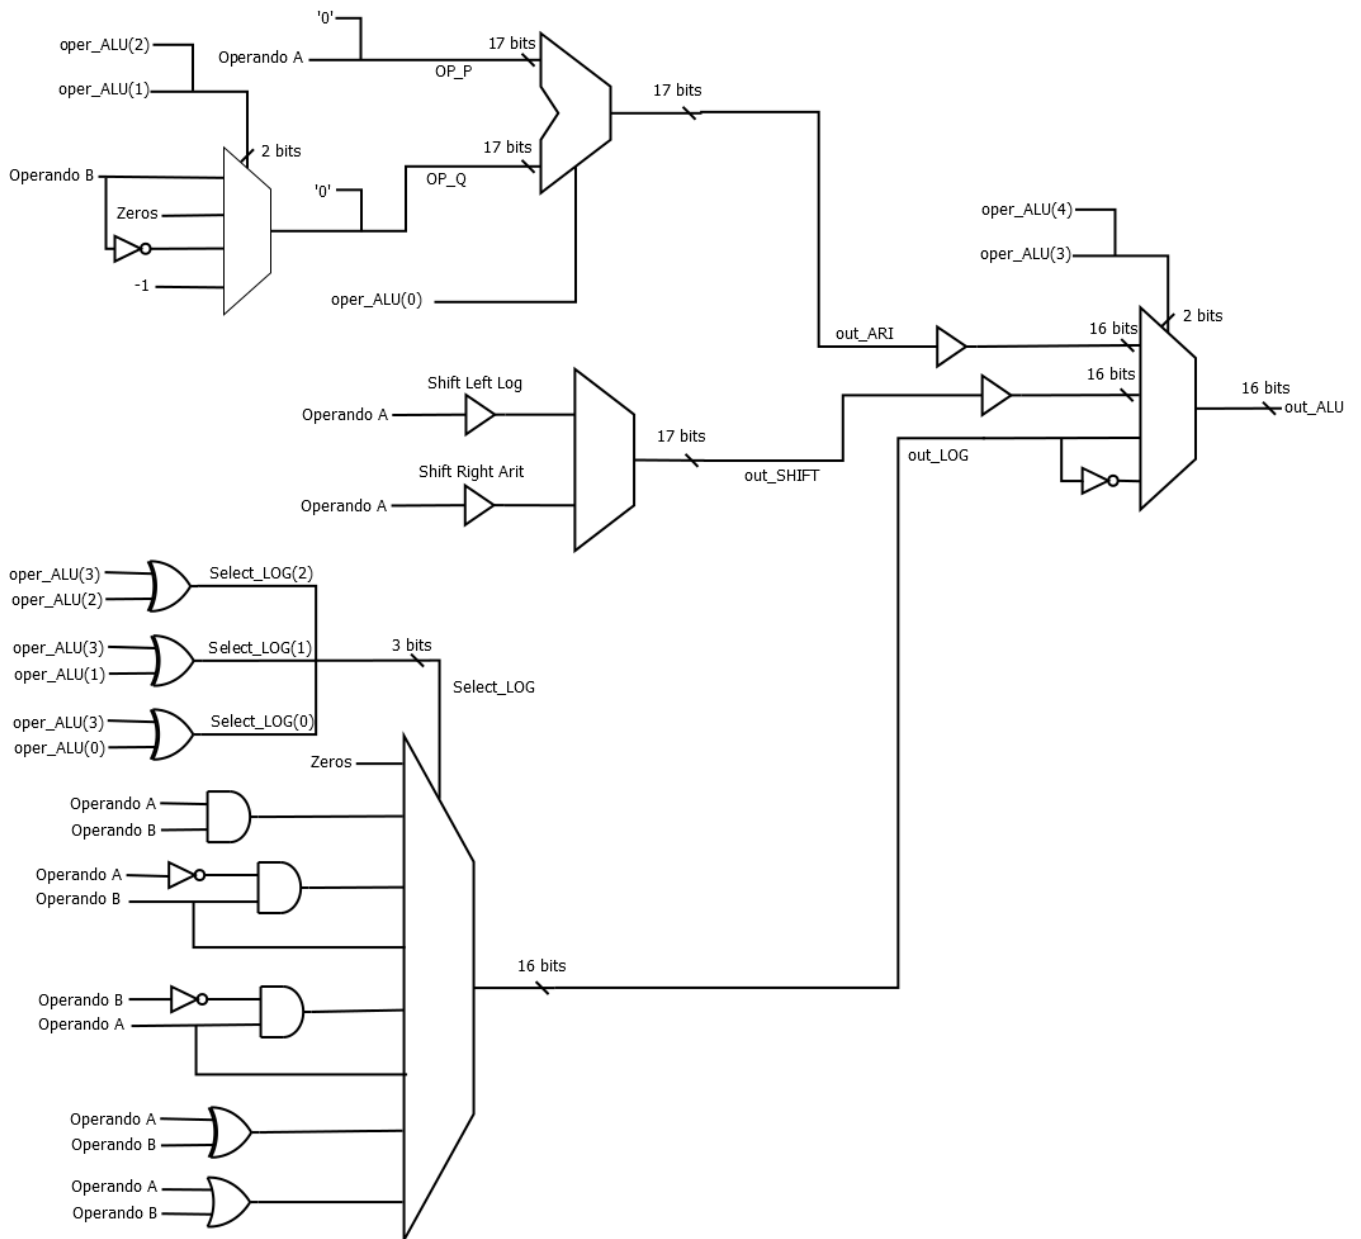 '0'
oper_ALU(2)
Operando A
17 bits
OP_P
oper_ALU(1)
17 bits
2 bits
17 bits
Operando B
OP_Q
'0'
Zeros
-1
oper_ALU(0)
oper_ALU(4)
oper_ALU(3)
2 bits
out_ARI
16 bits
Shift Left Log
16 bits
16 bits
out_ALU
Operando A
17 bits
out_LOG
Shift Right Arit
out_SHIFT
Operando A
oper_ALU(3)
Select_LOG(2)
oper_ALU(2)
oper_ALU(3)
Select_LOG(1)
3 bits
oper_ALU(1)
Select_LOG
oper_ALU(3)
Select_LOG(0)
oper_ALU(0)
Zeros
Operando A
Operando B
Operando A
Operando B
16 bits
Operando B
Operando A
Operando A
Operando B
Operando A
Operando B